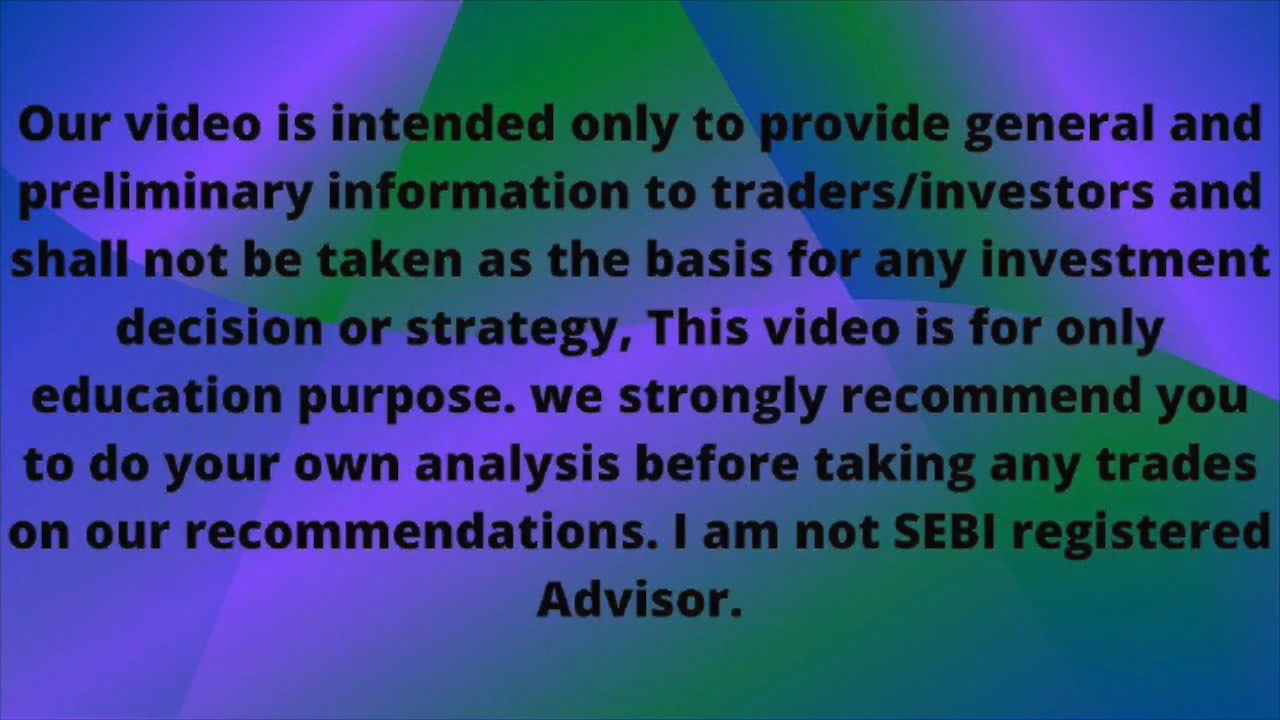 Our video is intended only to provide general and
preliminary information to traders/investors and
shall not be taken as the basis for any investment
decision or strategy, This video is for only
education purpose. we strongly recommend you
to do your own analysis before taking any trades
on our recommendations. I am not SEBI registered
Advisor.